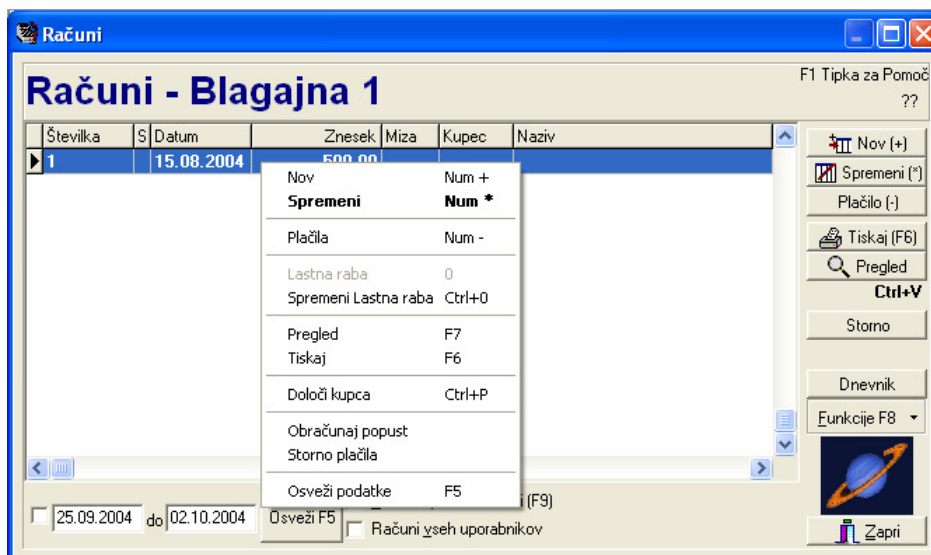 Računi
Računi - Blagajna 1
F1 Tipka za Pomoč
??
Številka S Datum Znesek Miza Kupec Naziv
1 15.08.2004 500.00
Nov Num +
Spremeni Num *
Plačila Num -
Lastna raba 0
Spremeni Lastna raba Ctrl+0
Pregled F7
Tiskaj F6
Določi kupca Ctrl+P
Obračunaj popust
Storno plačila
Osveži podatke F5
Nov (+)
Spremeni (*)
Plačilo (-)
Tiskaj (F6)
Pregled
Ctrl+V
Storno
Dnevnik
Funkcije F8
Zapri
25.09.2004 do 02.10.2004 Osveži F5
(F9)
Računi vseh uporabnikov